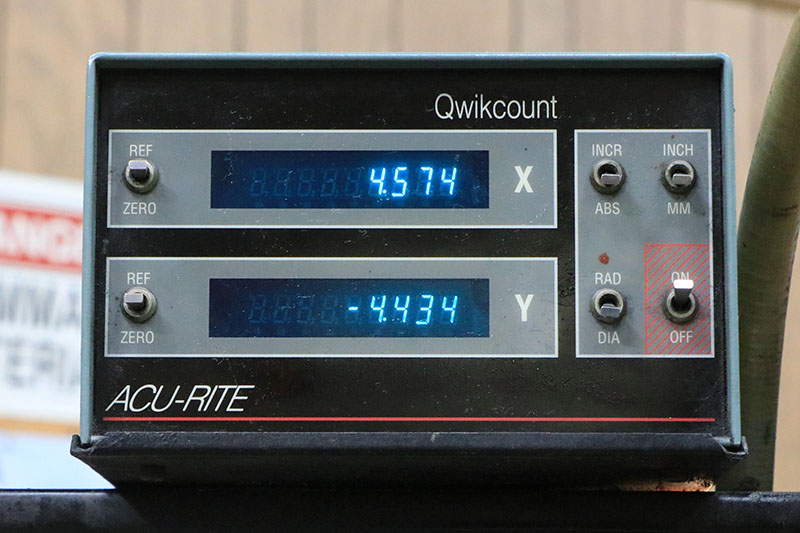 Qwikcount
REF
ZERO
4.574
X
INCR
ABS
INCH
MM
REF
ZERO
-4.434
Y
RAD
DIA
ON
OFF
ACU-RITE